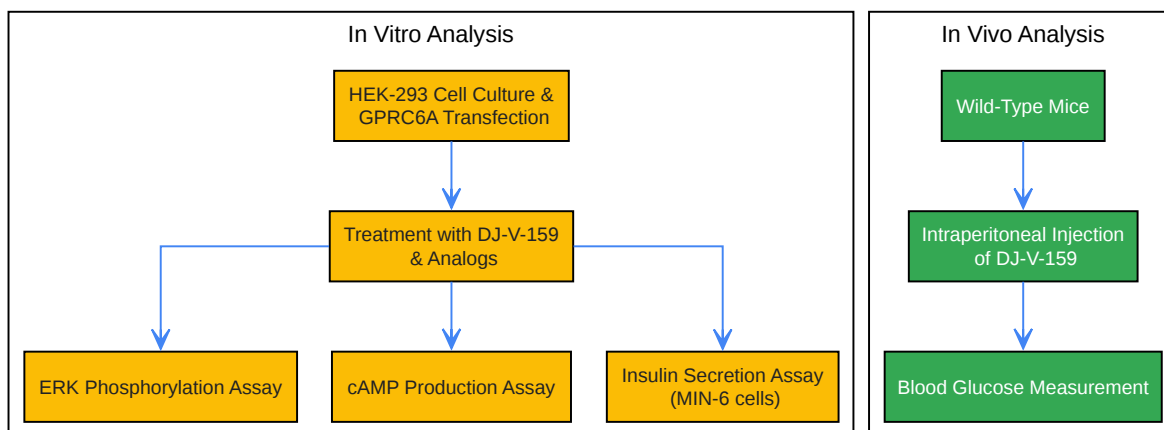 In Vitro Analysis
HEK-293 Cell Culture &
GPRC6A Transfection
Treatment with DJ-V-159
& Analogs
ERK Phosphorylation Assay
cAMP Production Assay
Insulin Secretion Assay
(MIN-6 cells)
In Vivo Analysis
Wild-Type Mice
Intraperitoneal Injection
of DJ-V-159
Blood Glucose Measurement